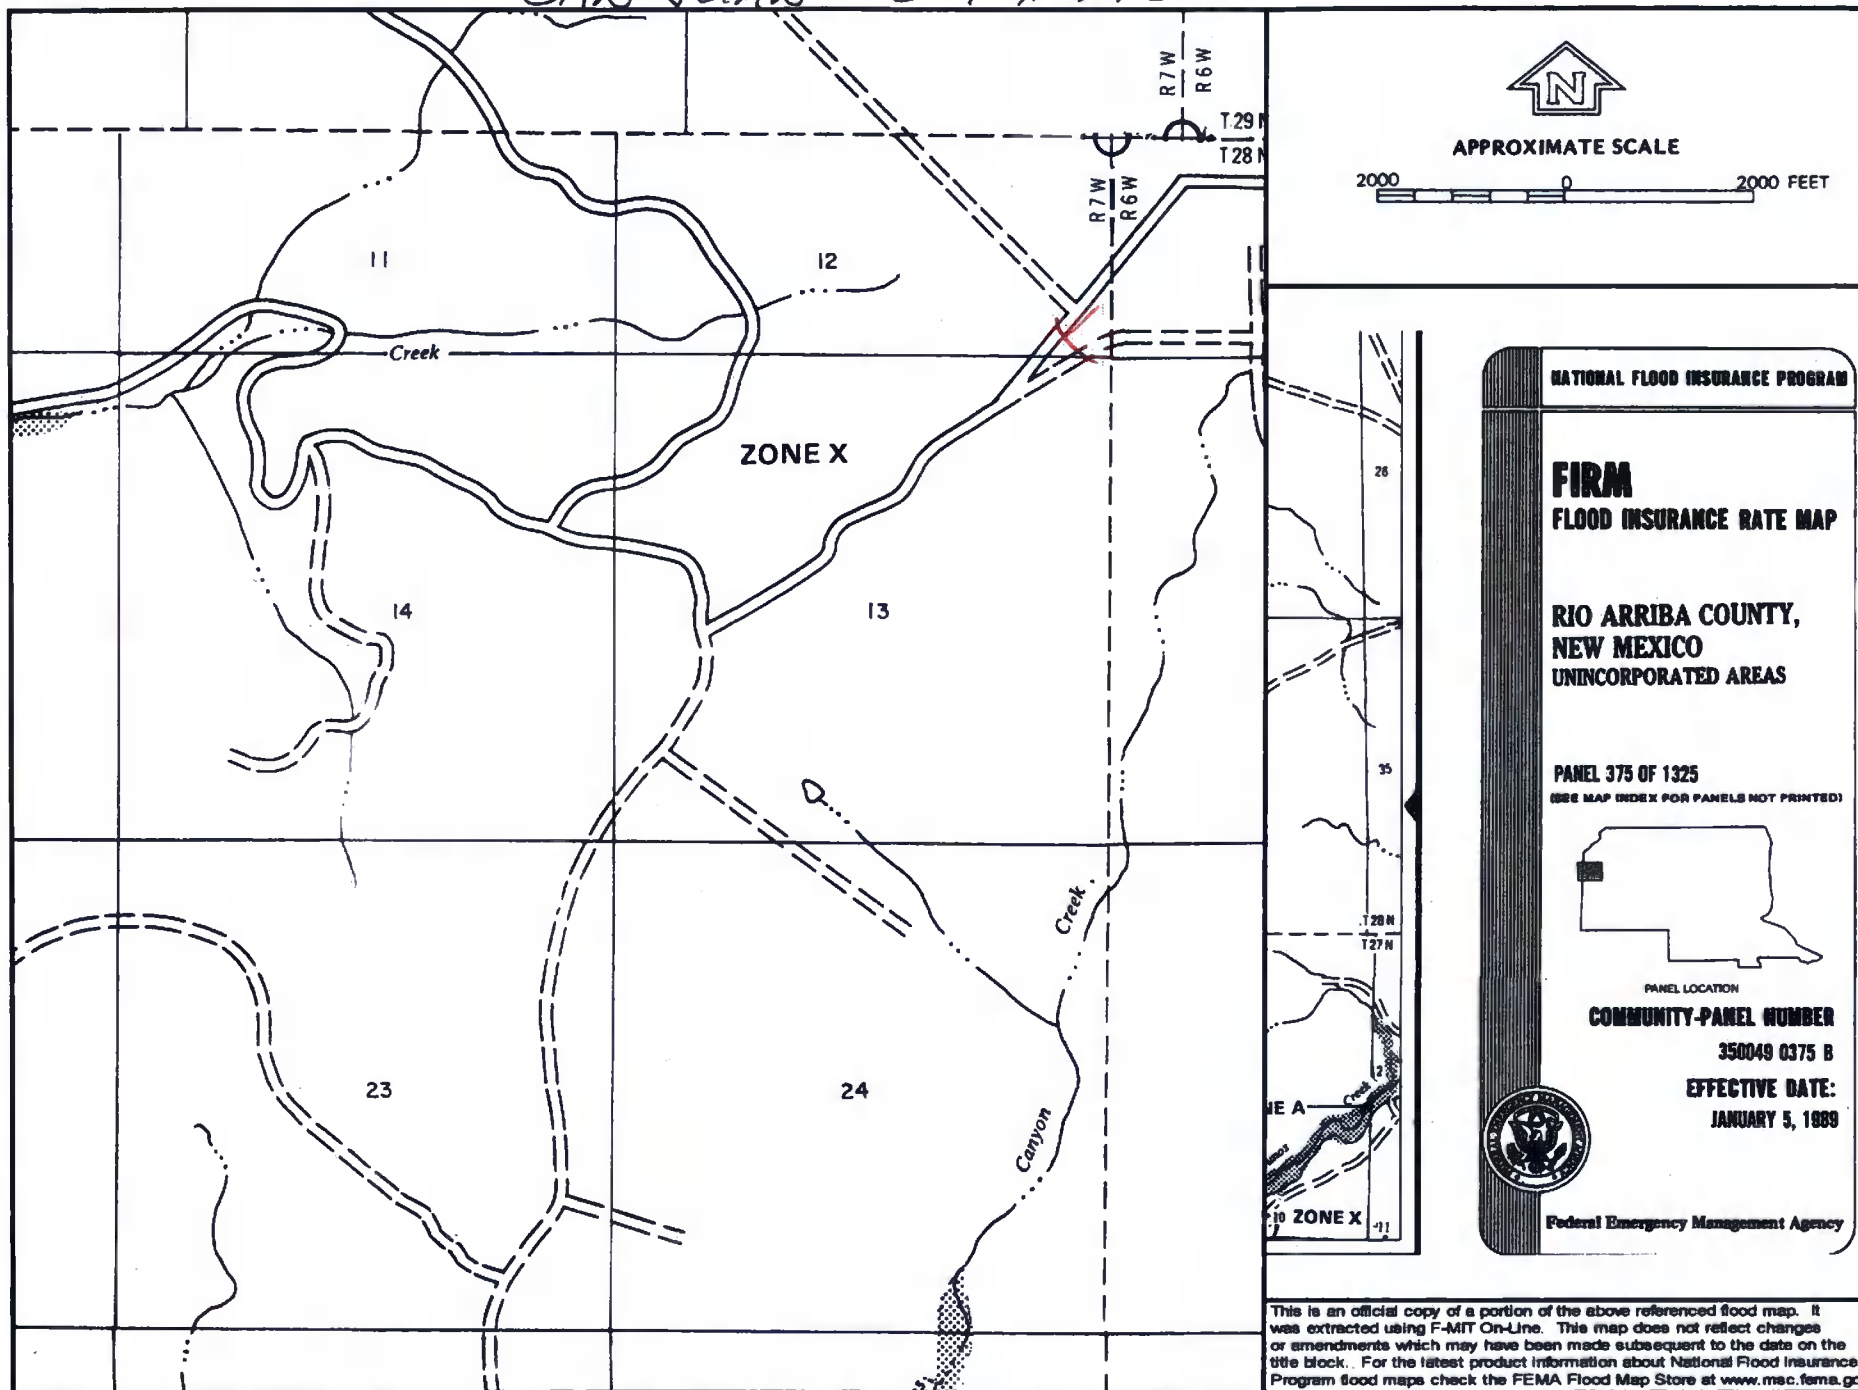 R7W
R6W
T.29 N
T28 N
R7W
R6W
11
12
Creek
ZONE X
14
13
Creek
23
24
Canyon
N
APPROXIMATE SCALE
2000 0 2000 FEET
26
35
T28N
T27N
2
Creek
NE A
10 ZONE X 11
NATIONAL FLOOD INSURANCE PROGRAM
FIRM
FLOOD INSURANCE RATE MAP
RIO ARRIBA COUNTY,
NEW MEXICO
UNINCORPORATED AREAS
PANEL 375 OF 1325
(SEE MAP INDEX FOR PANELS NOT PRINTED)
PANEL LOCATION
COMMUNITY-PANEL NUMBER
350049 0375 B
EFFECTIVE DATE:
JANUARY 5, 1989
Federal Emergency Management Agency
This is an official copy of a portion of the above referenced flood map. It
was extracted using F-MIT On-Line. This map does not reflect changes
or amendments which may have been made subsequent to the date on the
title block. For the latest product information about National Flood Insurance
Program flood maps check the FEMA Flood Map Store at www.msc.fema.go